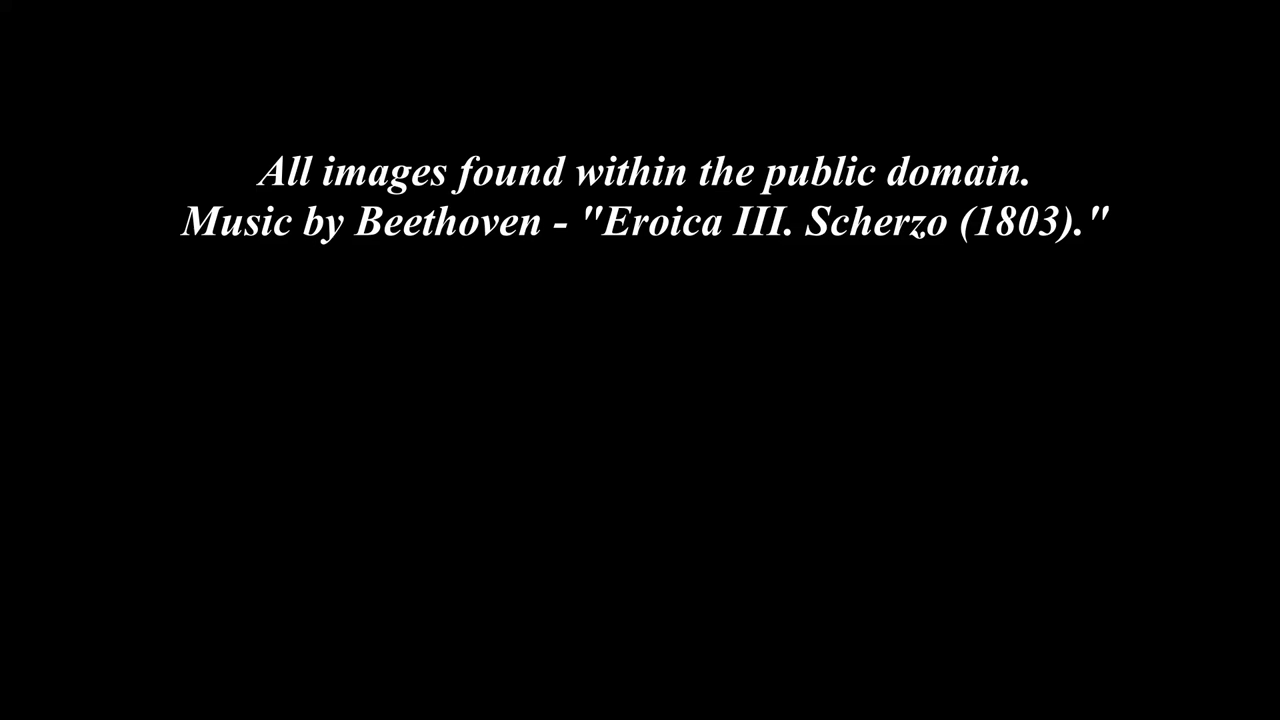 All images found within the public domain.
Music by Beethoven - "Eroica III. Scherzo (1803)."